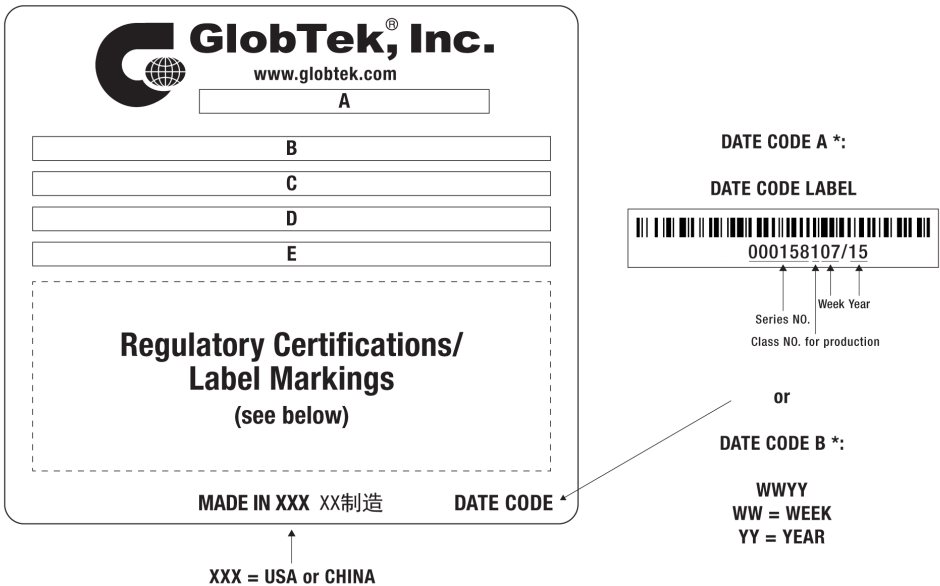 GlobTek,® Inc.
www.globtek.com
A
B
C
D
E
Regulatory Certifications/
Label Markings
(see below)
MADE IN XXX XX制造 DATE CODE
XXX = USA or CHINA
DATE CODE A *:
DATE CODE LABEL
000158107/15
Week Year
Series NO.
Class NO. for production
or
DATE CODE B *:
WWYY
WW = WEEK
YY = YEAR